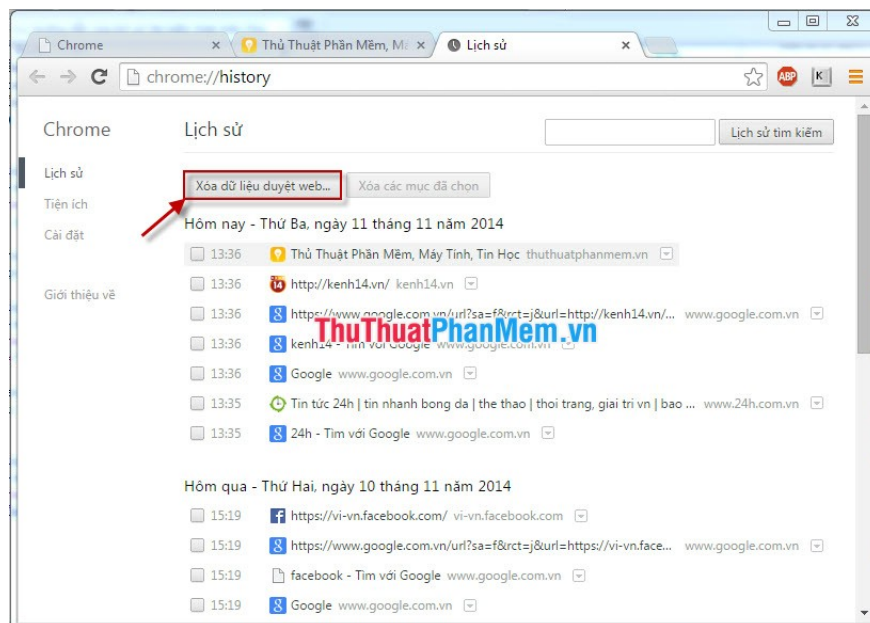 Chrome
Thủ Thuật Phần Mềm, Má
Lịch sử
chrome://history
ABP
K
Chrome
Lịch sử
Lịch sử tìm kiếm
Lịch sử
Tiện ích
Cài đặt
Giới thiệu về
Xóa dữ liệu duyệt web...
Xóa các mục đã chọn
Hôm nay - Thứ Ba, ngày 11 tháng 11 năm 2014
13:36 Thủ Thuật Phần Mềm, Máy Tính, Tin Học thuthuatphanmem.vn
13:36 14 http://kenh14.vn/ kenh14.vn
13:36 8 https://www.google.com.vn/url?sa=f&rct=j&url=http://kenh14.vn/... www.google.com.vn
ThuThuatPhanMem.vn
13:36 8 kenh14 - Tìm với Google www.google.com.vn
13:36 8 Google www.google.com.vn
13:35 Tin tức 24h | tin nhanh bong da | the thao | thoi trang, giai tri vn | bao ... www.24h.com.vn
13:35 8 24h - Tìm với Google www.google.com.vn
Hôm qua - Thứ Hai, ngày 10 tháng 11 năm 2014
15:19 f https://vi-vn.facebook.com/ vi-vn.facebook.com
15:19 8 https://www.google.com.vn/url?sa=f&rct=j&url=https://vi-vn.face... www.google.com.vn
15:19 facebook - Tìm với Google www.google.com.vn
15:19 8 Google www.google.com.vn